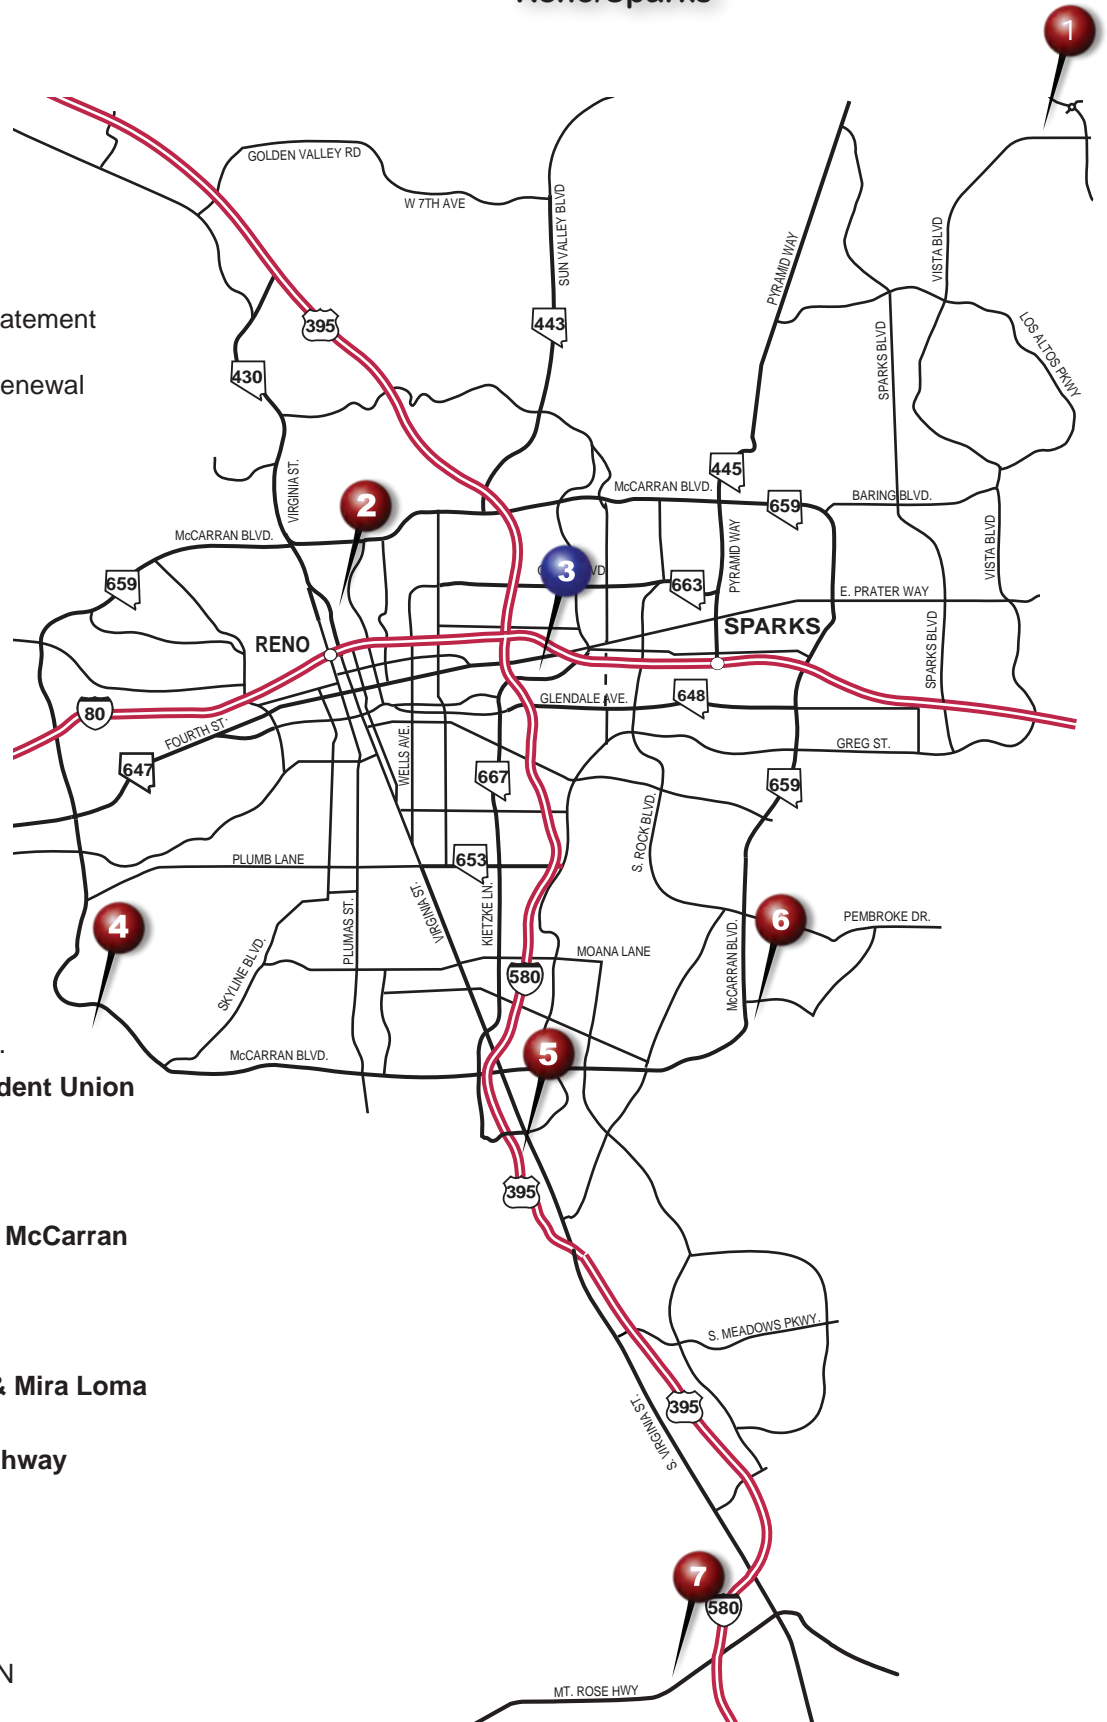 Reno/Sparks
1
GOLDEN VALLEY RD
W 7TH AVE
SUN VALLEY BLVD
PYRAMID WAY
VISTA BLVD
LOS ALTOS PKWY
SPARKS BLVD
atement
395
443
enewal
430
445
VIRGINIA ST.
2
McCARRAN BLVD.
659
BARING BLVD.
McCARRAN BLVD.
PYRAMID WAY
VISTA BLVD
659
3
VD
663
E. PRATER WAY
RENO
SPARKS
SPARKS BLVD
80
GLENDALE AVE.
648
FOURTH ST.
WELLS AVE.
GREG ST.
647
667
659
S. ROCK BLVD.
PLUMB LANE
653
4
PLUMAS ST.
VIRGINIA ST.
KIETZKE LN.
6
PEMBROKE DR.
SKYLINE BLVD.
MOANA LANE
McCARRAN BLVD.
580
.
McCARRAN BLVD.
5
dent Union
395
McCarran
S. MEADOWS PKWY.
& Mira Loma
395
S. VIRGINIA ST.
hway
7
580
N
MT. ROSE HWY